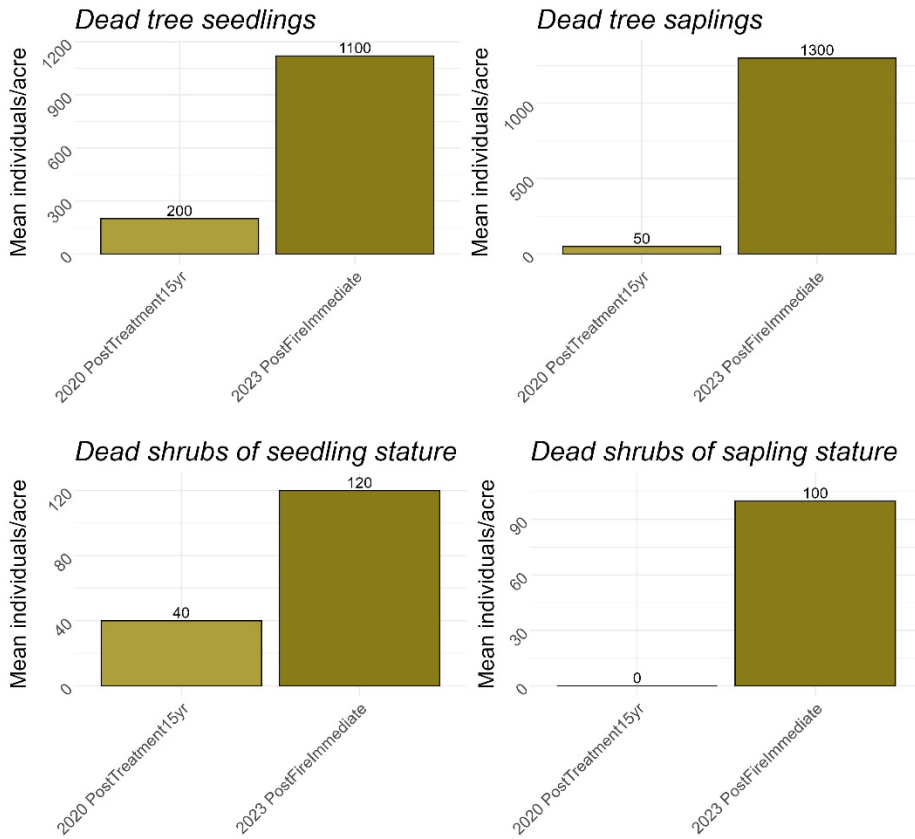 Dead tree seedlings
Mean individuals/acre
1200
900
600
300
0
200
1100
2020 PostTreatment15yr
2023 PostFireImmediate
Dead tree saplings
Mean individuals/acre
1000
500
0
50
1300
2020 PostTreatment15yr
2023 PostFireImmediate
Dead shrubs of seedling stature
Mean individuals/acre
120
80
40
0
40
120
2020 PostTreatment15yr
2023 PostFireImmediate
Dead shrubs of sapling stature
Mean individuals/acre
90
60
30
0
0
100
2020 PostTreatment15yr
2023 PostFireImmediate